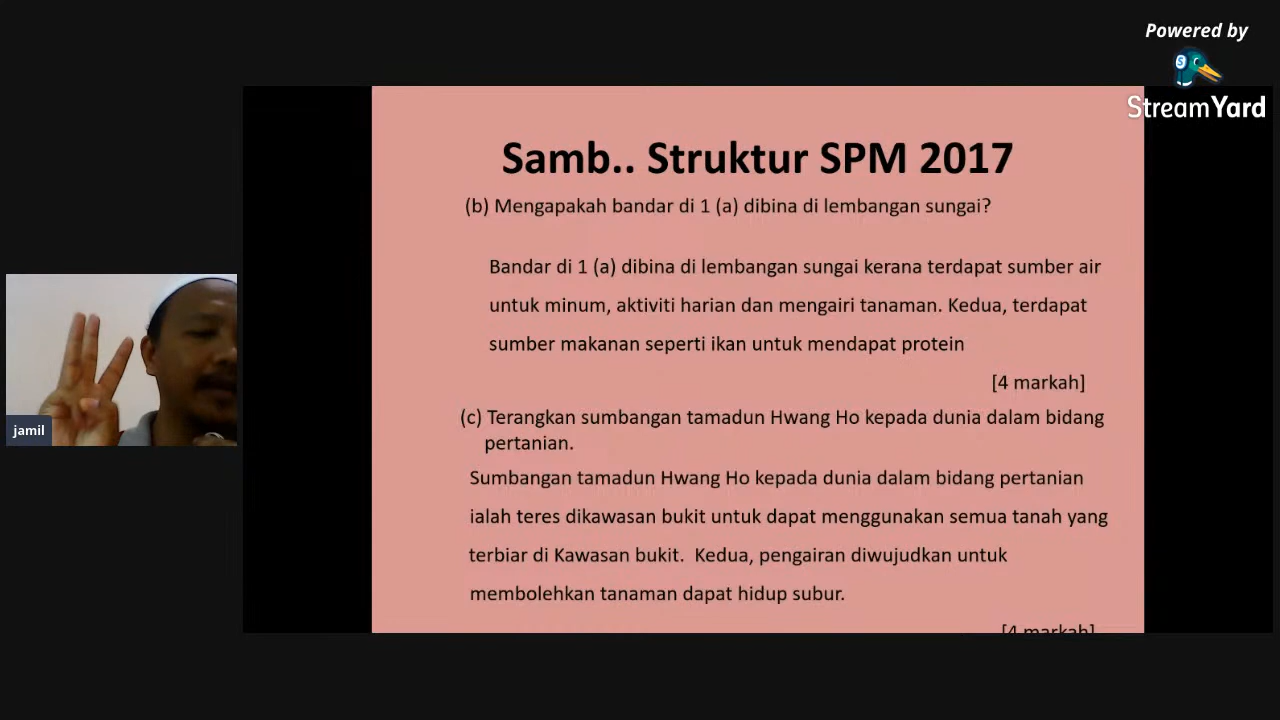 Powered by
StreamYard
Samb.. Struktur SPM 2017
(b) Mengapakah bandar di 1 (a) dibina di lembangan sungai?
Bandar di 1 (a) dibina di lembangan sungai kerana terdapat sumber air
untuk minum, aktiviti harian dan mengairi tanaman. Kedua, terdapat
sumber makanan seperti ikan untuk mendapat protein
[4 markah]
(c) Terangkan sumbangan tamadun Hwang Ho kepada dunia dalam bidang
pertanian.
Sumbangan tamadun Hwang Ho kepada dunia dalam bidang pertanian
ialah teres dikawasan bukit untuk dapat menggunakan semua tanah yang
terbiar di Kawasan bukit. Kedua, pengairan diwujudkan untuk
membolehkan tanaman dapat hidup subur.
[4 markah]
jamil